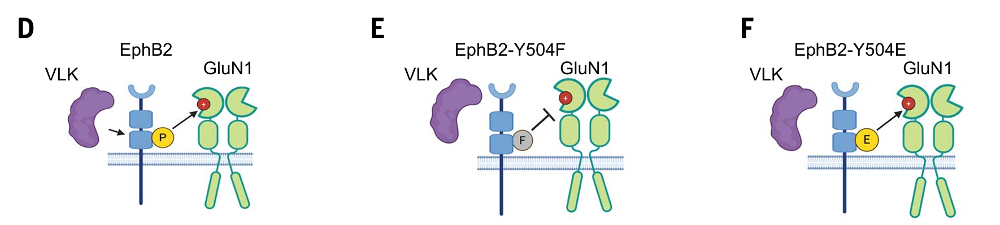 D
EphB2
VLK
GluN1
+
P
E
EphB2-Y504F
VLK
GluN1
+
F
F
EphB2-Y504E
VLK
GluN1
+
E